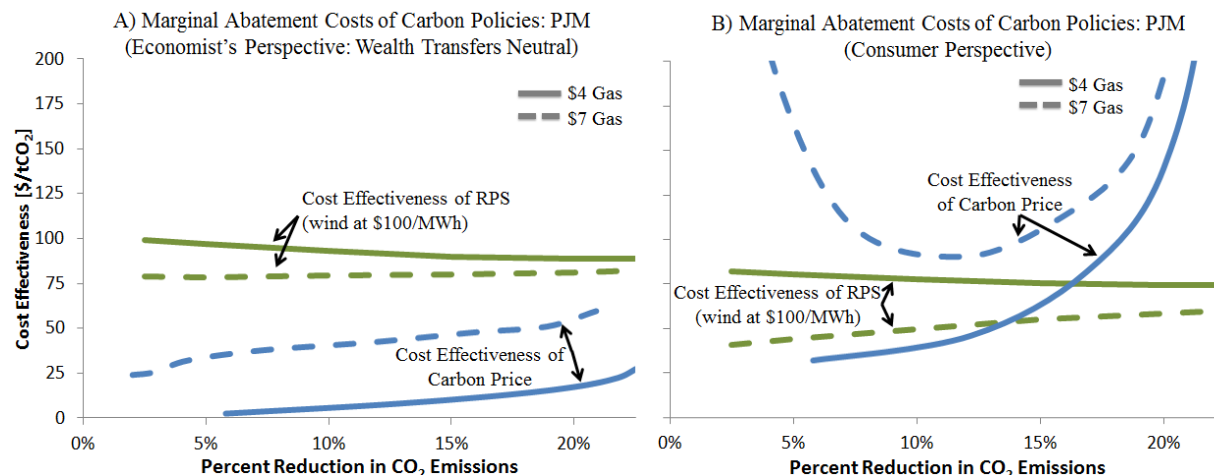 A) Marginal Abatement Costs of Carbon Policies: PJM
(Economist's Perspective: Wealth Transfers Neutral)
Cost Effectiveness [$/tCO₂]
200
175
150
125
100
75
50
25
0
$4 Gas
$7 Gas
Cost Effectiveness of RPS
(wind at $100/MWh)
Cost Effectiveness of
Carbon Price
0%
5%
10%
15%
20%
Percent Reduction in CO₂ Emissions
B) Marginal Abatement Costs of Carbon Policies: PJM
(Consumer Perspective)
$4 Gas
$7 Gas
Cost Effectiveness
of Carbon Price
Cost Effectiveness of RPS
(wind at $100/MWh)
0%
5%
10%
15%
20%
Percent Reduction in CO₂ Emissions